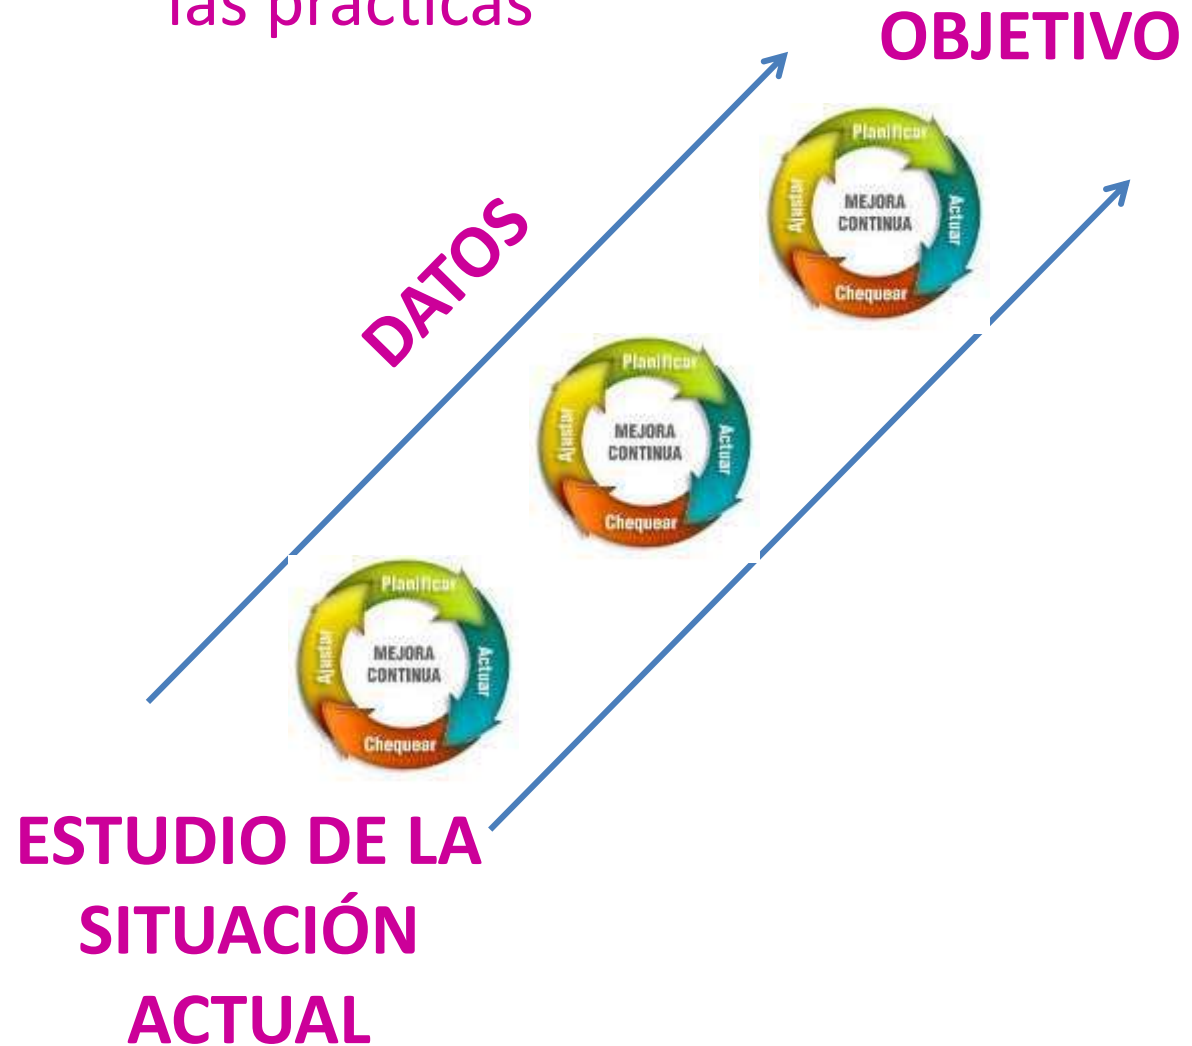 las prácticas
OBJETIVO
Planificar
Ajustar
MEJORA
CONTINUA
Actuar
Chequear
DATOS
Planificar
Ajustar
MEJORA
CONTINUA
Actuar
Chequear
Planificar
Ajustar
MEJORA
CONTINUA
Actuar
Chequear
ESTUDIO DE LA
SITUACIÓN
ACTUAL